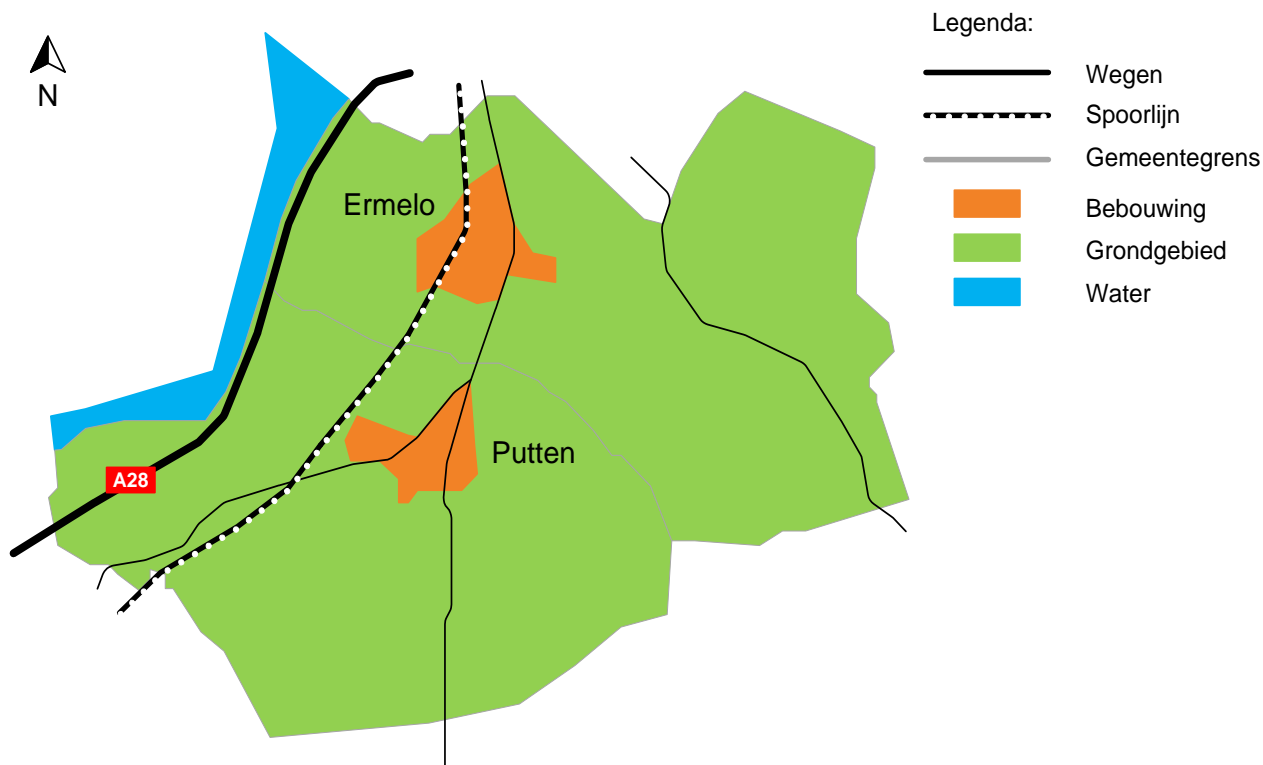 Legenda:
Wegen
Spoorlijn
Gemeentegrens
Bebouwing
Grondgebied
Water
N
Ermelo
Putten
A28